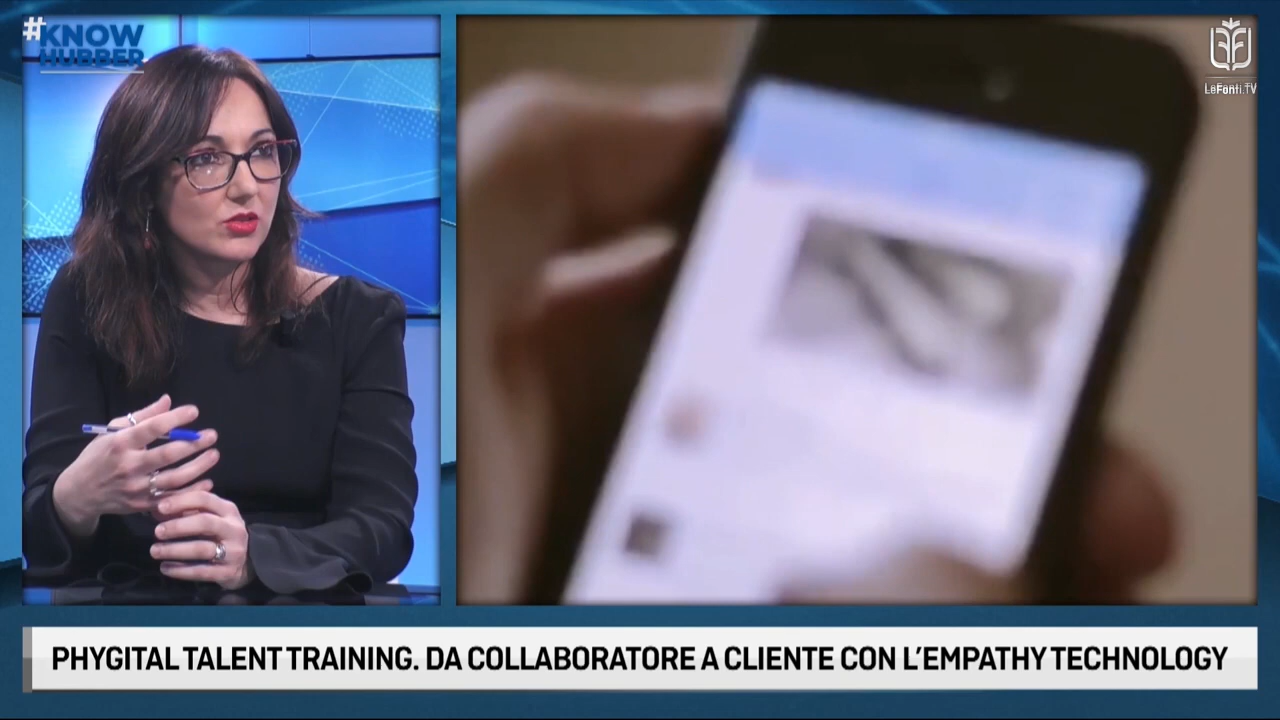 #KNOW
HUBBER
LeFonti.TV
PHYGITAL TALENT TRAINING. DA COLLABORATORE A CLIENTE CON L'EMPATHY TECHNOLOGY